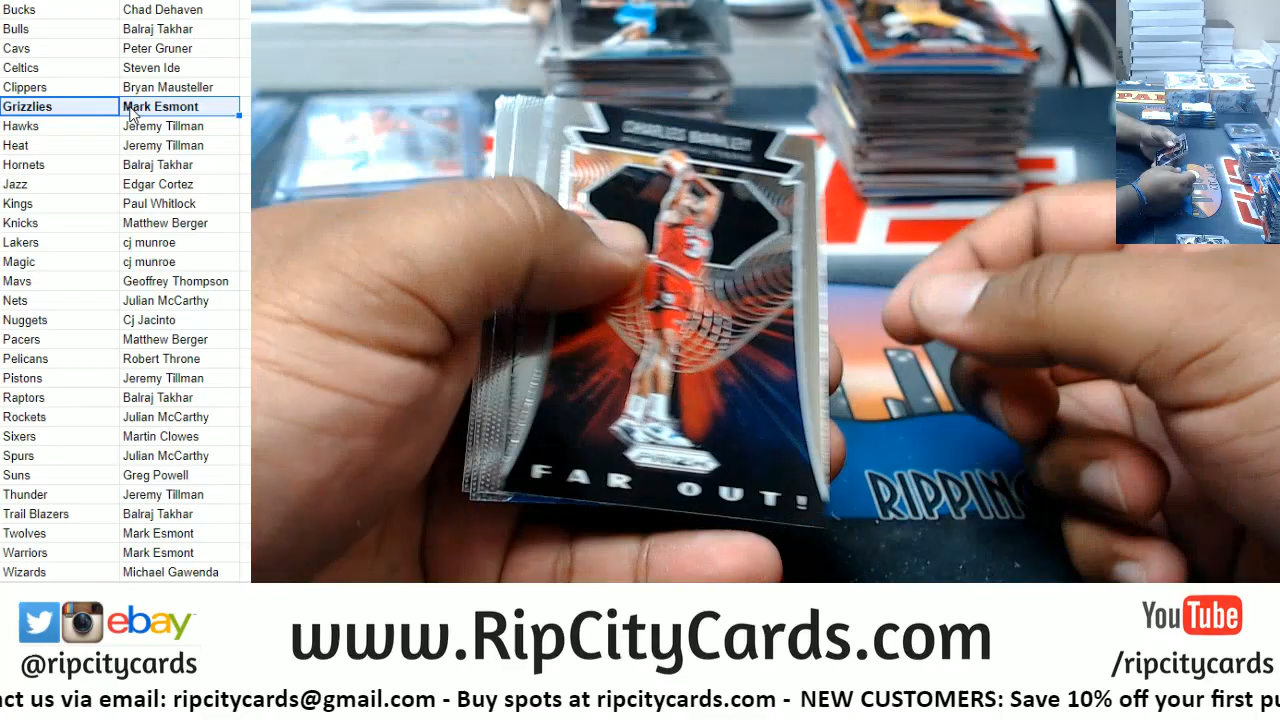 Bucks Chad Dehaven
Bulls Balraj Takhar
Cavs Peter Gruner
Celtics Steven Ide
Clippers Bryan Mausteller
Grizzlies Mark Esmont
Hawks Jeremy Tillman
Heat Jeremy Tillman
Hornets Balraj Takhar
Jazz Edgar Cortez
Kings Paul Whitlock
Knicks Matthew Berger
Lakers cj munroe
Magic cj munroe
Mavs Geoffrey Thompson
Nets Julian McCarthy
Nuggets Cj Jacinto
Pacers Matthew Berger
Pelicans Robert Throne
Pistons Jeremy Tillman
Raptors Balraj Takhar
Rockets Julian McCarthy
Sixers Martin Clowes
Spurs Julian McCarthy
Suns Greg Powell
Thunder Jeremy Tillman
Trail Blazers Balraj Takhar
Twolves Mark Esmont
Warriors Mark Esmont
Wizards Michael Gawenda
CHARLES BARKLEY
PRIZM
FAR OUT!
RIPPING
ebay
@ripcitycards
www.RipCityCards.com
YouTube
/ripcitycards
ct us via email: ripcitycards@gmail.com - Buy spots at ripcitycards.com - NEW CUSTOMERS: Save 10% off your first pu